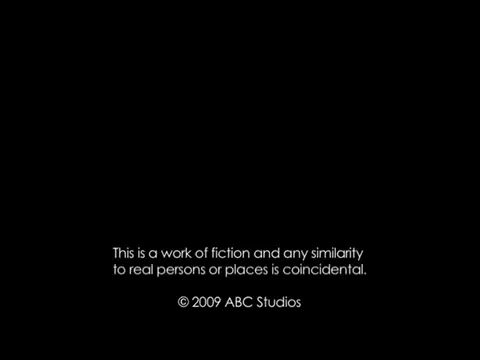 This is a work of fiction and any similarity
to real persons or places is coincidental.
© 2009 ABC Studios